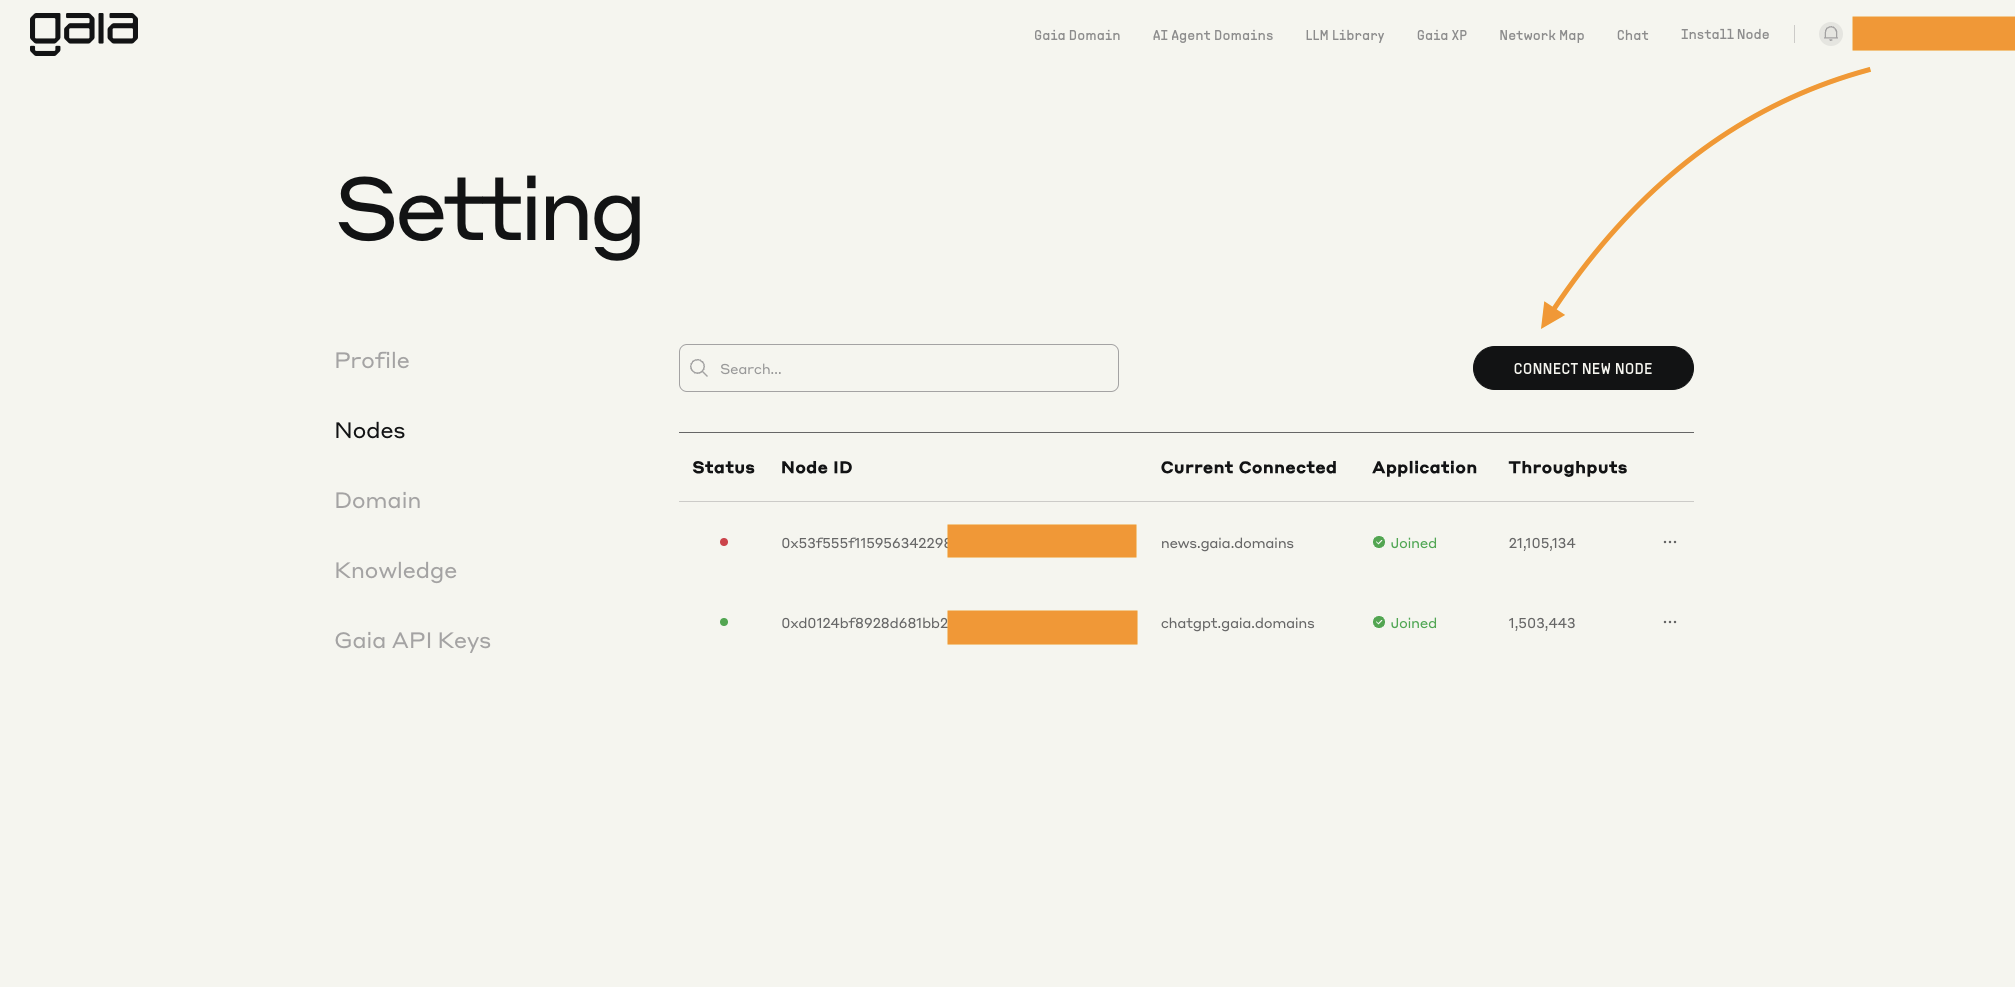 gaia
Gaia Domain AI Agent Domains LLM Library Gaia XP Network Map Chat Install Node
Setting
Profile
Nodes
Domain
Knowledge
Gaia API Keys
Search...
CONNECT NEW NODE
Status Node ID Current Connected Application Throughputs
0x53f555f115956342298 news.gaia.domains Joined 21,105,134 ...
0xd0124bf8928d681bb2 chatgpt.gaia.domains Joined 1,503,443 ...